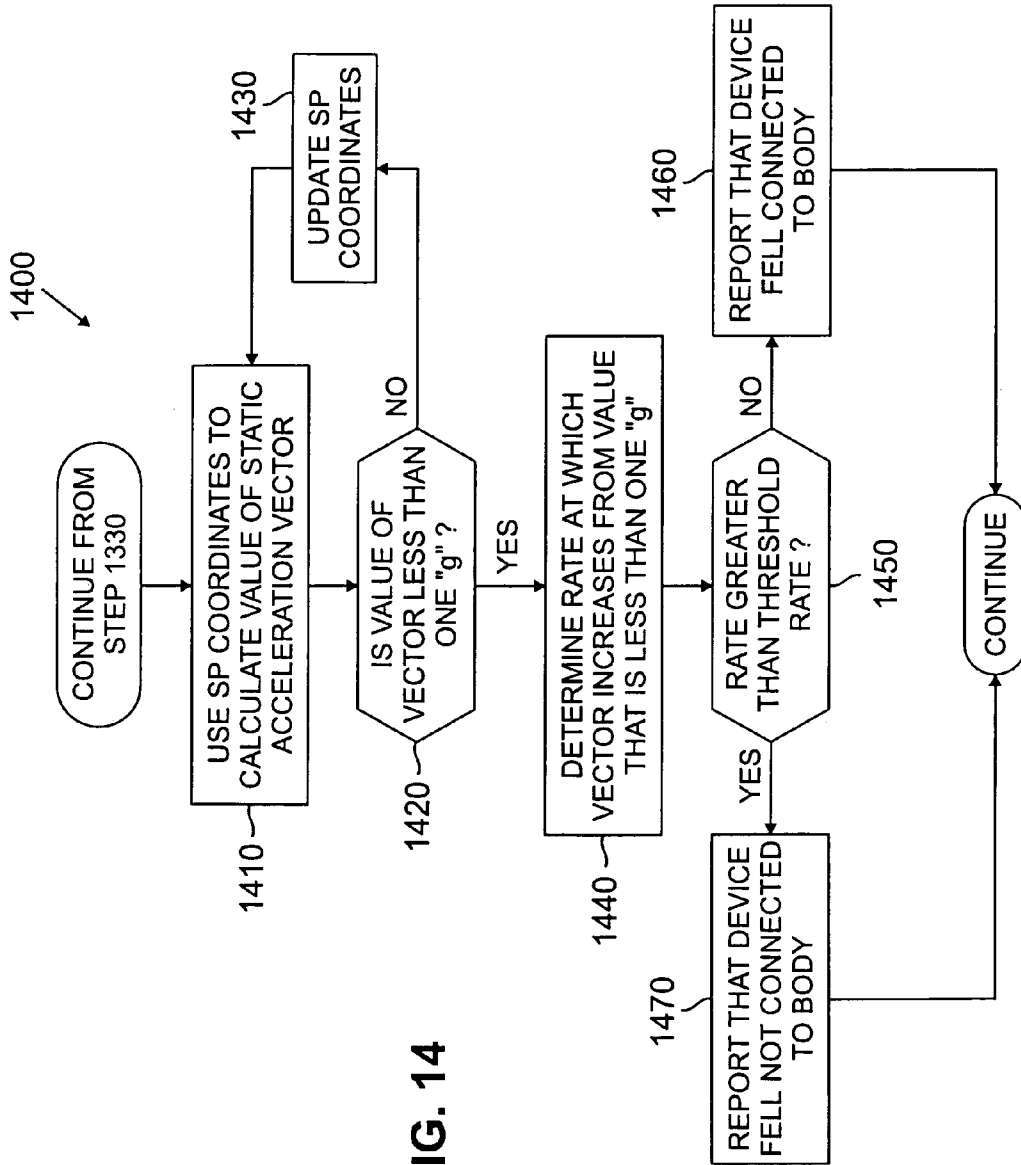 1400
CONTINUE FROM
STEP 1330
USE SP COORDINATES TO
CALCULATE VALUE OF STATIC
ACCELERATION VECTOR
1410
UPDATE SP
COORDINATES
1430
IS VALUE OF
VECTOR LESS THAN
ONE "g" ?
1420
NO
YES
DETERMINE RATE AT WHICH
VECTOR INCREASES FROM VALUE
THAT IS LESS THAN ONE "g"
1440
RATE GREATER
THAN THRESHOLD
RATE ?
1450
YES
NO
REPORT THAT DEVICE
FELL NOT CONNECTED
TO BODY
1470
REPORT THAT DEVICE
FELL CONNECTED
TO BODY
1460
CONTINUE
IG. 14